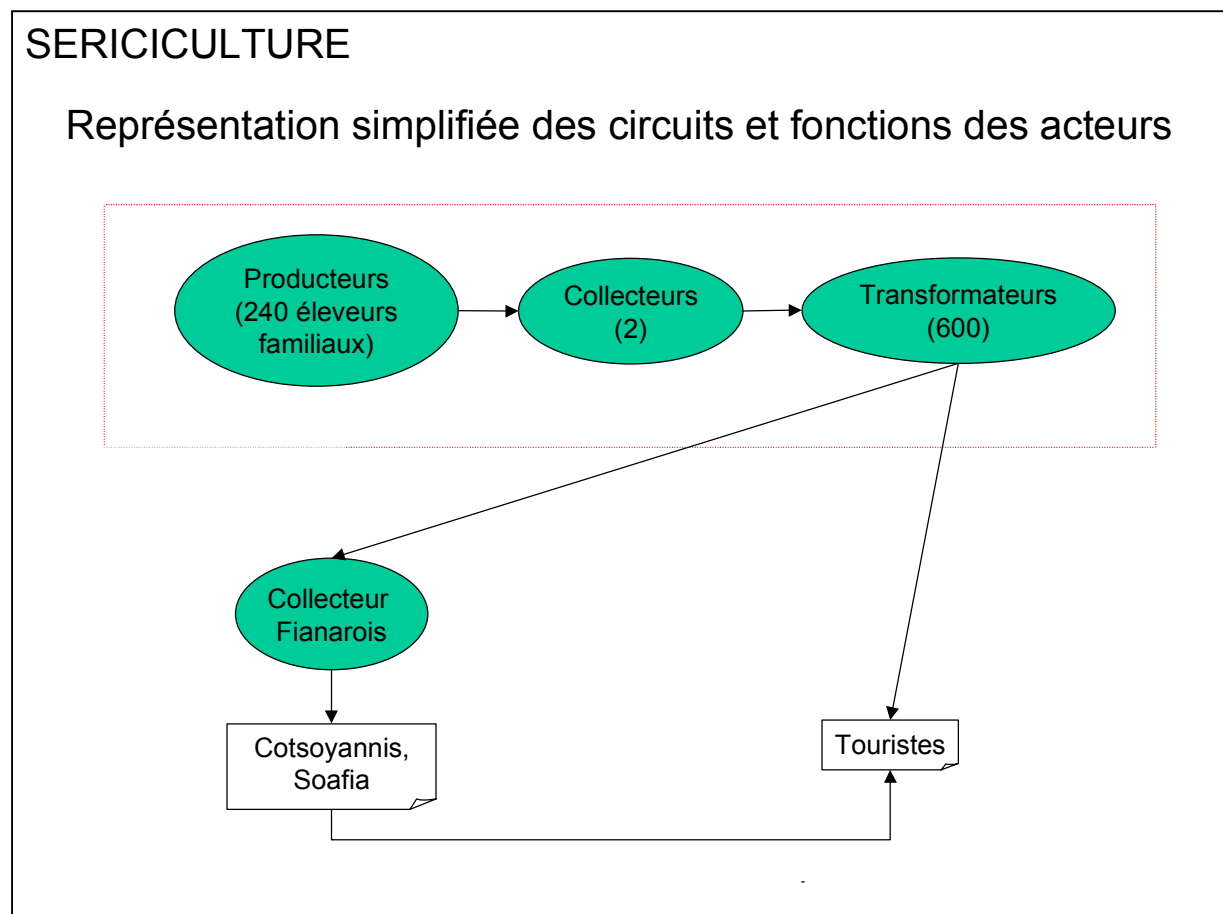 SERICICULTURE
Représentation simplifiée des circuits et fonctions des acteurs
Producteurs
(240 éleveurs
familiaux)
Collecteurs
(2)
Transformateurs
(600)
Collecteur
Fianarois
Cotsoyannis,
Soafia
Touristes
-